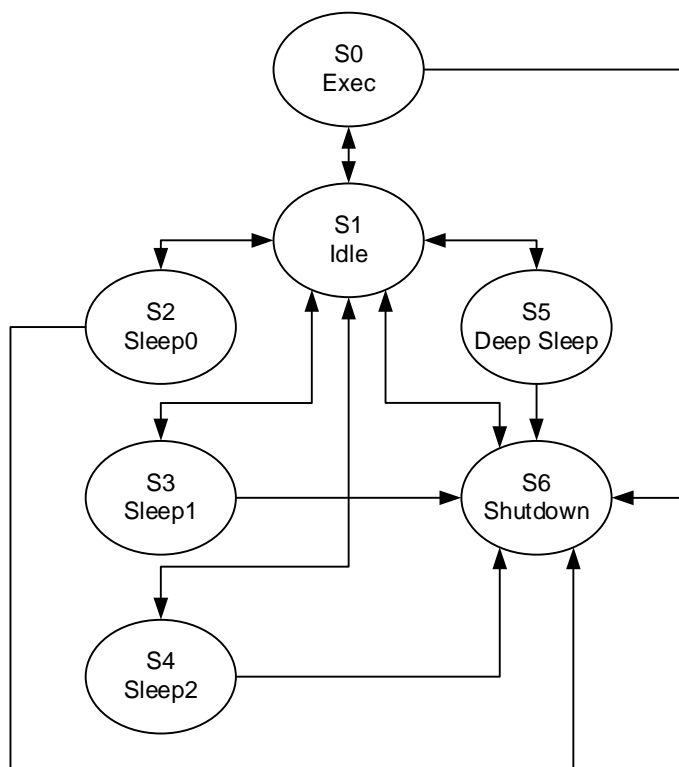 S0
Exec
S1
Idle
S2
Sleep0
S5
Deep Sleep
S3
Sleep1
S6
Shutdown
S4
Sleep2